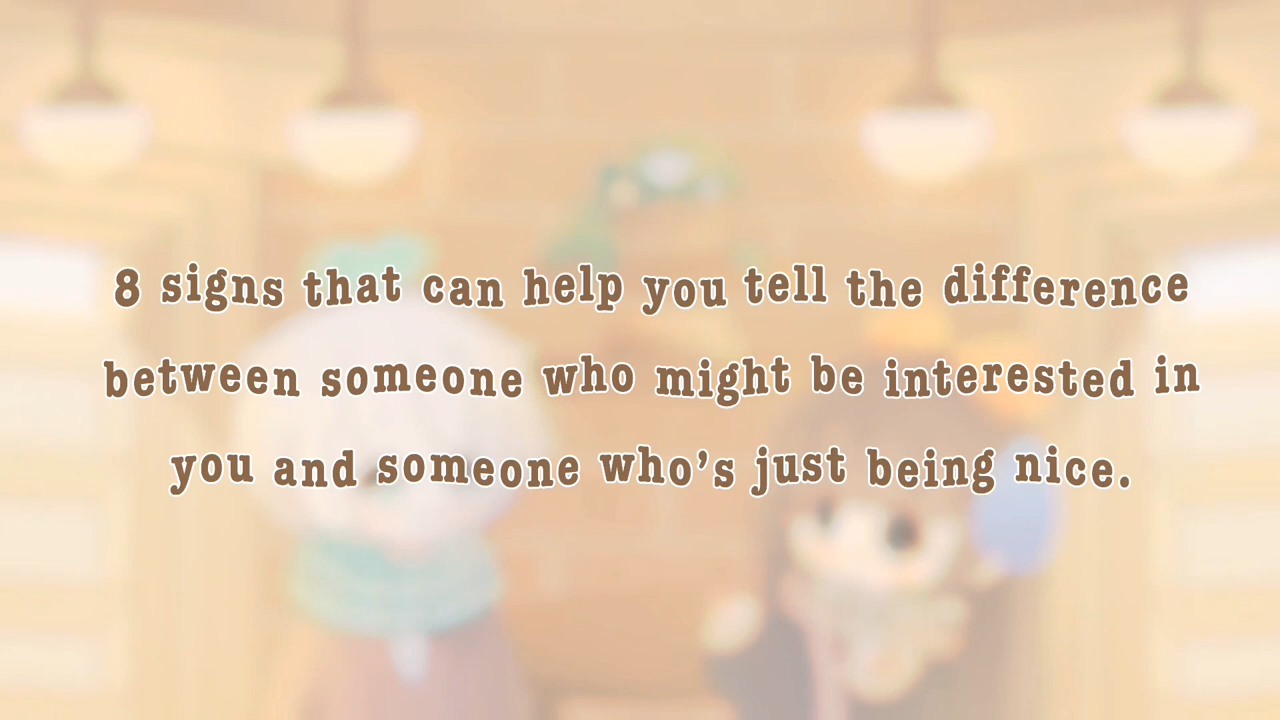 8 signs that can help you tell the difference
between someone who might be interested in
you and someone who’s just being nice.